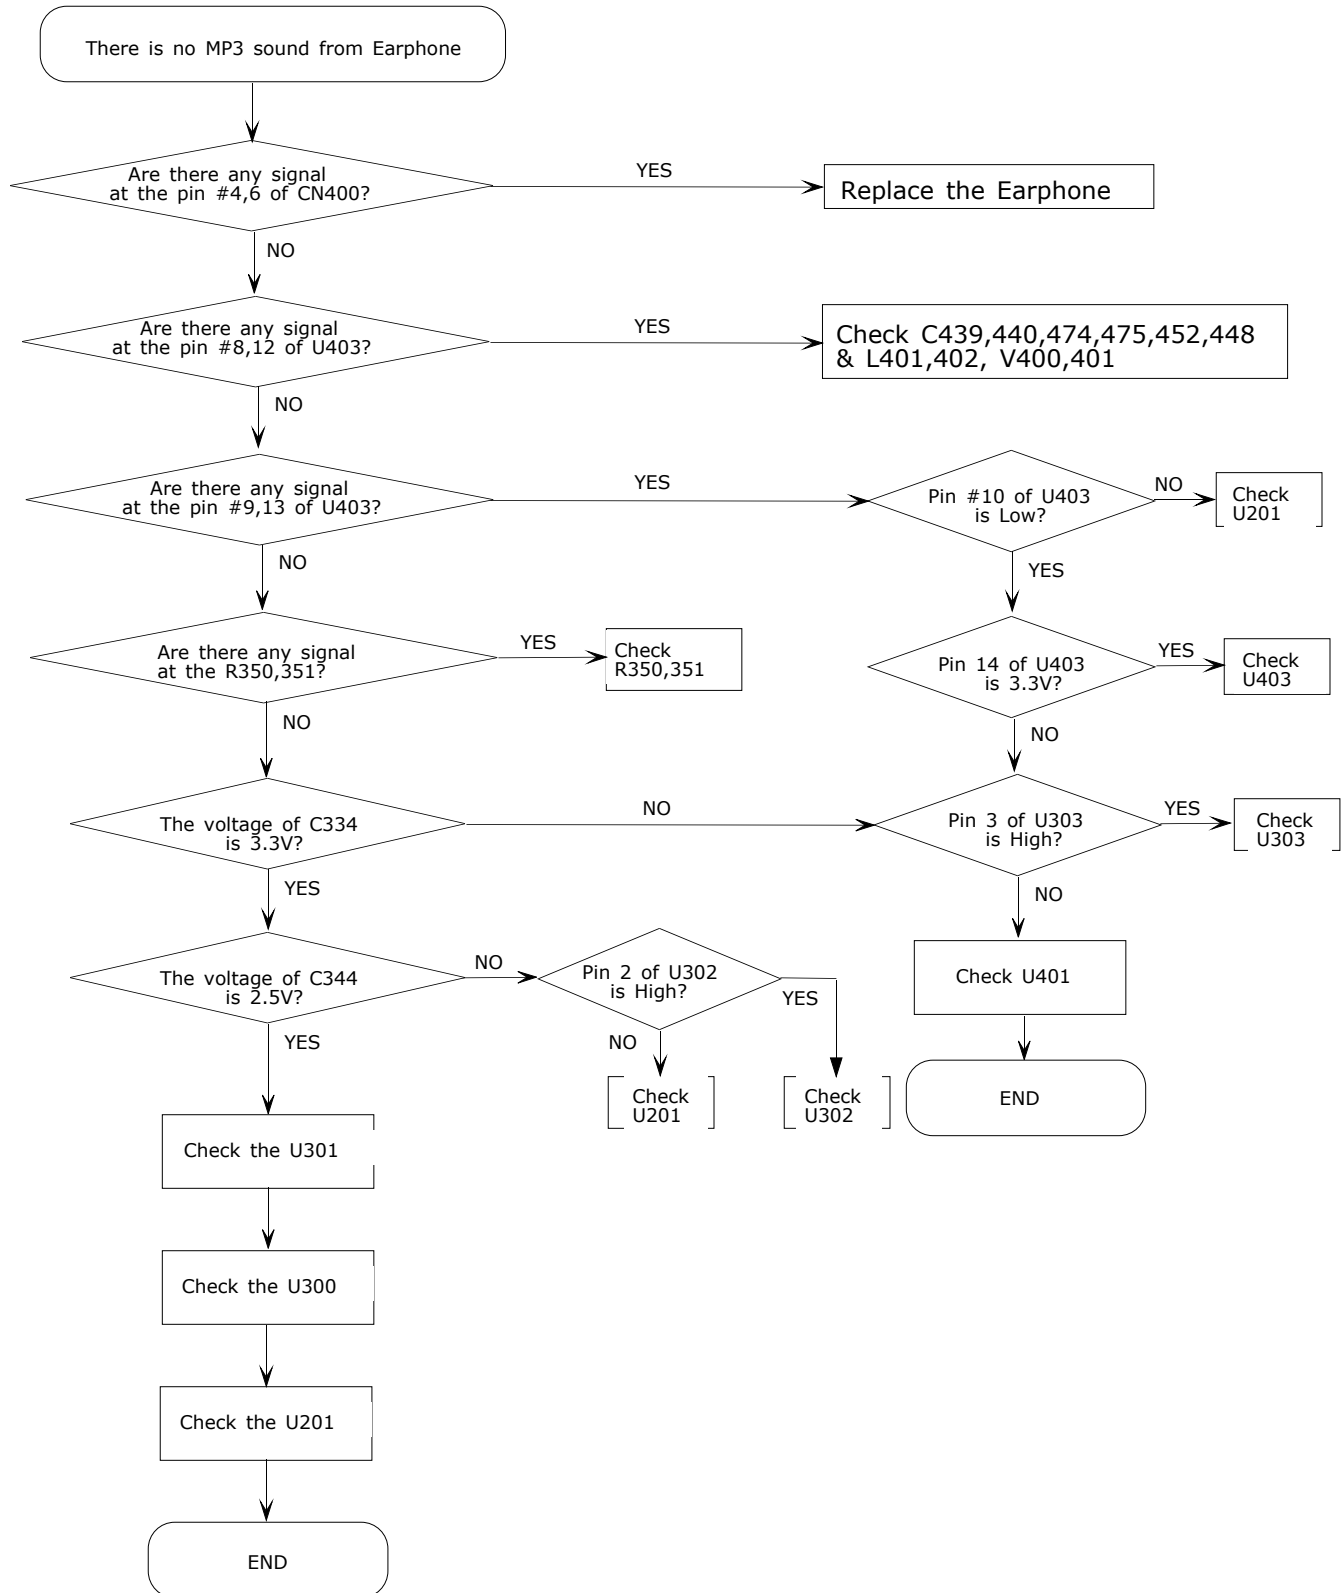 There is no MP3 sound from Earphone
Are there any signal
at the pin #4,6 of CN400?
YES
Replace the Earphone
NO
Are there any signal
at the pin #8,12 of U403?
YES
Check C439,440,474,475,452,448
& L401,402, V400,401
NO
Are there any signal
at the pin #9,13 of U403?
YES
Pin #10 of U403
is Low?
NO
Check
U201
NO
YES
Are there any signal
at the R350,351?
YES
Check
R350,351
Pin 14 of U403
is 3.3V?
YES
Check
U403
NO
NO
The voltage of C334
is 3.3V?
NO
Pin 3 of U303
is High?
YES
Check
U303
YES
NO
The voltage of C344
is 2.5V?
NO
Pin 2 of U302
is High?
YES
Check U401
YES
NO
Check
U201
Check
U302
END
Check the U301
Check the U300
Check the U201
END